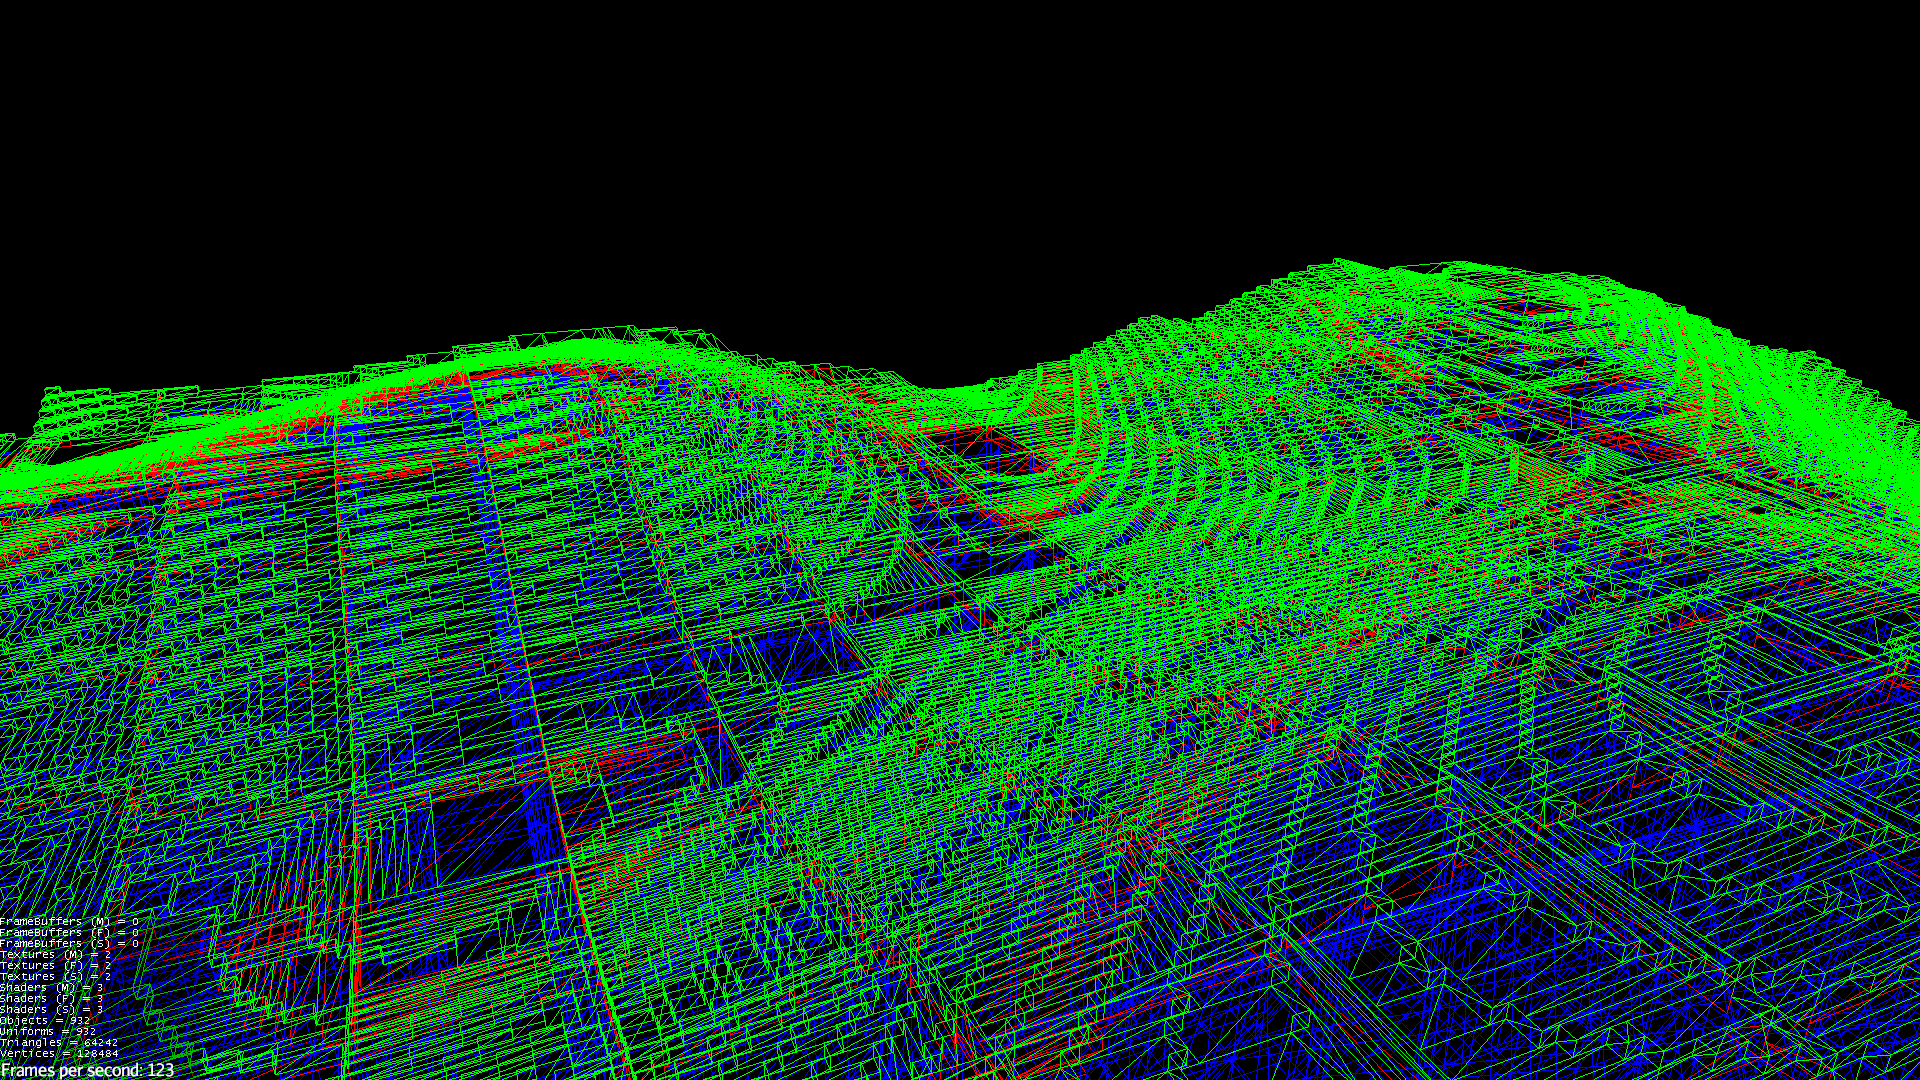 FrameBuffers (M) = 0
FrameBuffers (F) = 0
FrameBuffers (S) = 0
Textures (M) = 2
Textures (F) = 2
Textures (S) = 2
Shaders (M) = 3
Shaders (F) = 3
Shaders (S) = 3
Objects = 932
Uniforms = 932
Triangles = 64242
Vertices = 128484
Frames per second: 123